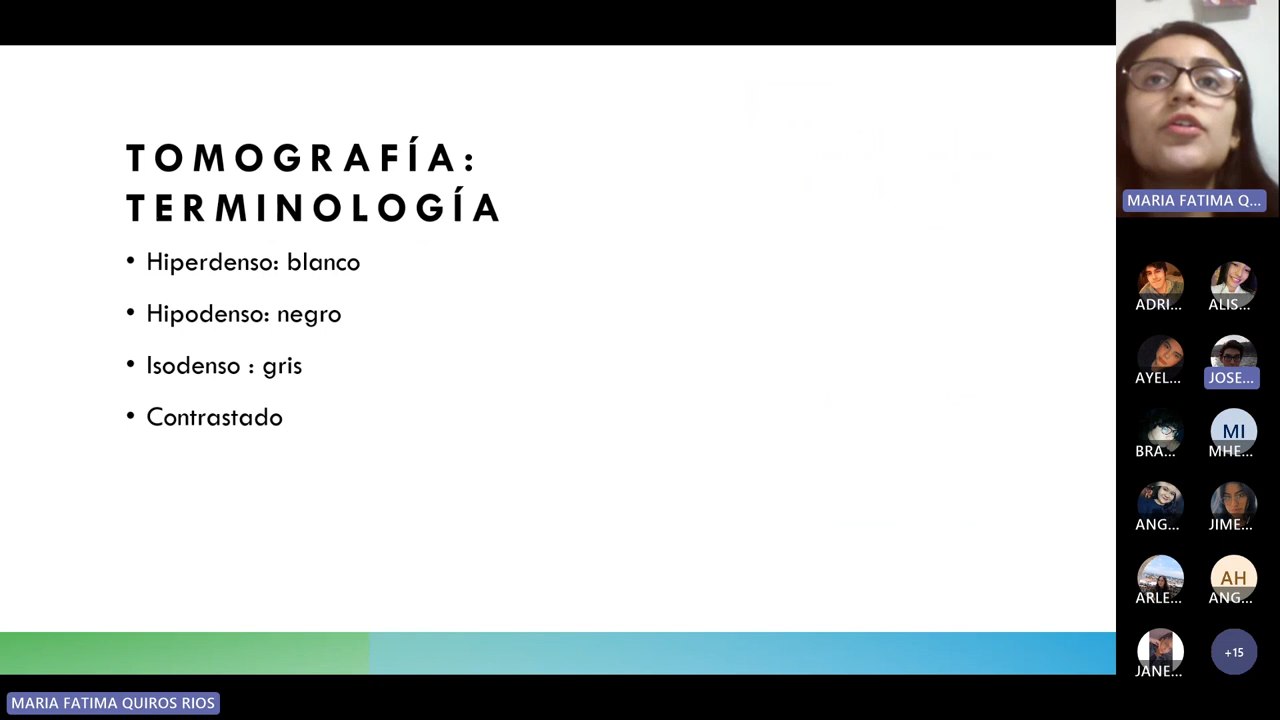 TOMOGRAFÍA:
TERMINOLOGÍA
• Hiperdenso: blanco
• Hipodenso: negro
• Isodenso : gris
• Contrastado
MARIA FATIMA Q...
ADRI...
ALIS...
AYEL...
JOSE...
BRA...
MI
MHE...
ANG...
JIME...
ARLE...
AH
ANG...
JANE...
+15
MARIA FATIMA QUIROS RIOS